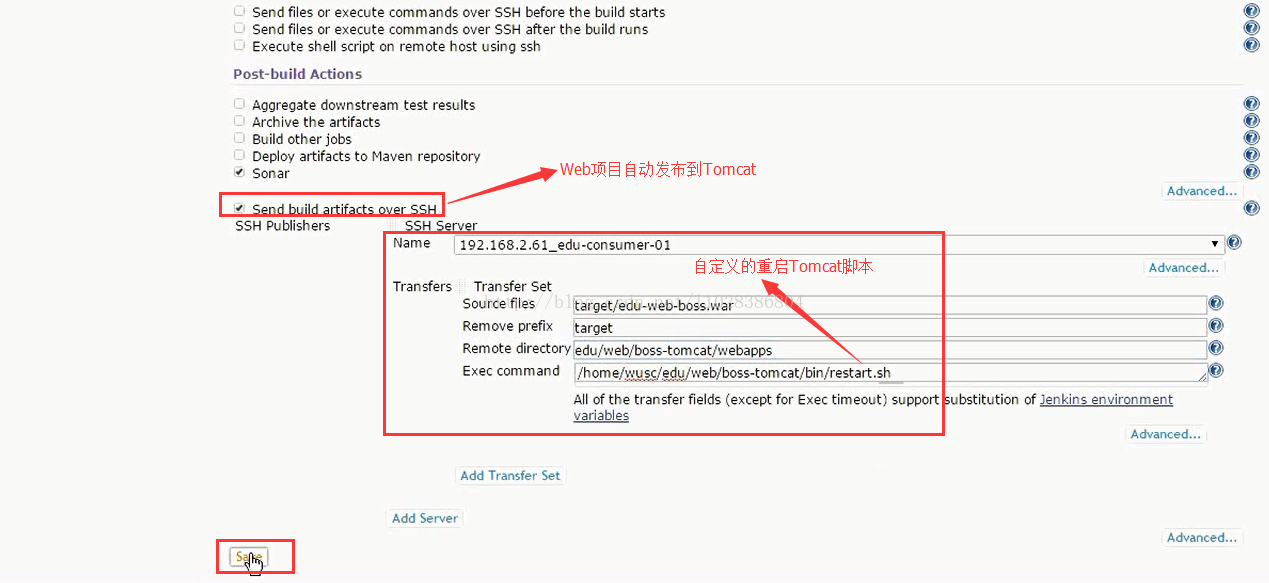 Send files or execute commands over SSH before the build starts
Send files or execute commands over SSH after the build runs
Execute shell script on remote host using ssh
Post-build Actions
Aggregate downstream test results
Archive the artifacts
Build other jobs
Deploy artifacts to Maven repository
Sonar
Web项目自动发布到Tomcat
Advanced...
Send build artifacts over SSH
SSH Publishers SSH Server
Name 192.168.2.61_edu-consumer-01
自定义的重启Tomcat脚本
Advanced...
Transfers Transfer Set
Source files target/edu-web-boss.war
Remove prefix target
Remote directory edu/web/boss-tomcat/webapps
Exec command /home/wusc/edu/web/boss-tomcat/bin/restart.sh
All of the transfer fields (except for Exec timeout) support substitution of Jenkins environment
variables
Advanced...
Add Transfer Set
Add Server
Advanced...
Save